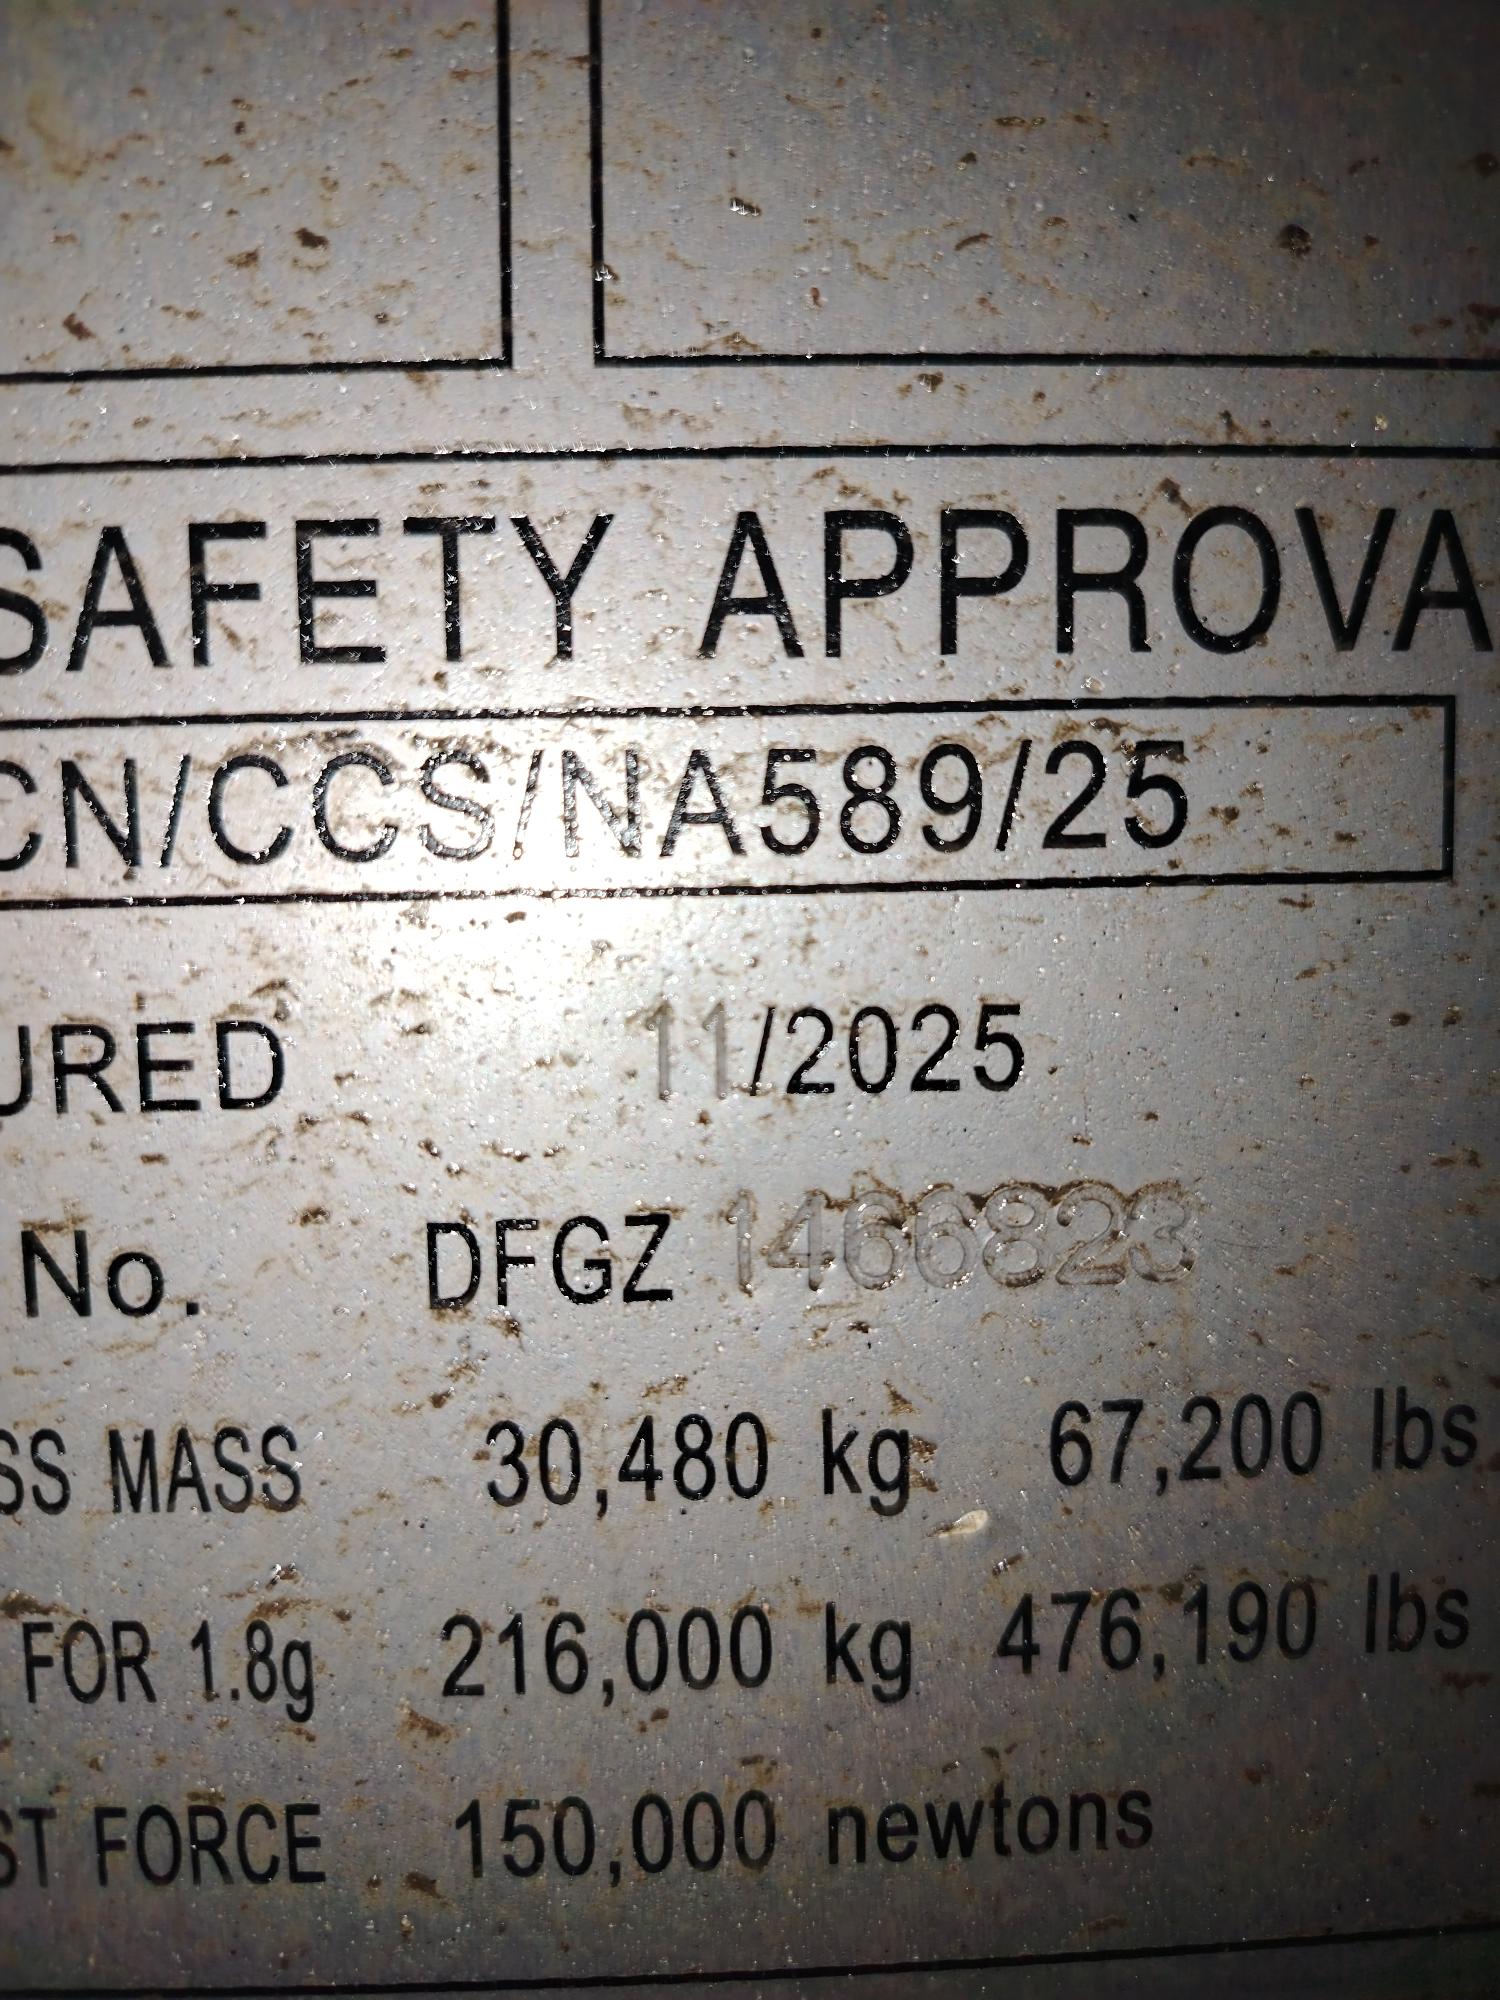 SAFETY APPROVA
CN/CCS/NA589/25
URED 11/2025
No. DFGZ 1466823
SS MASS 30,480 kg 67,200 lbs
FOR 1.8g 216,000 kg 476,190 lbs
ST FORCE 150,000 newtons